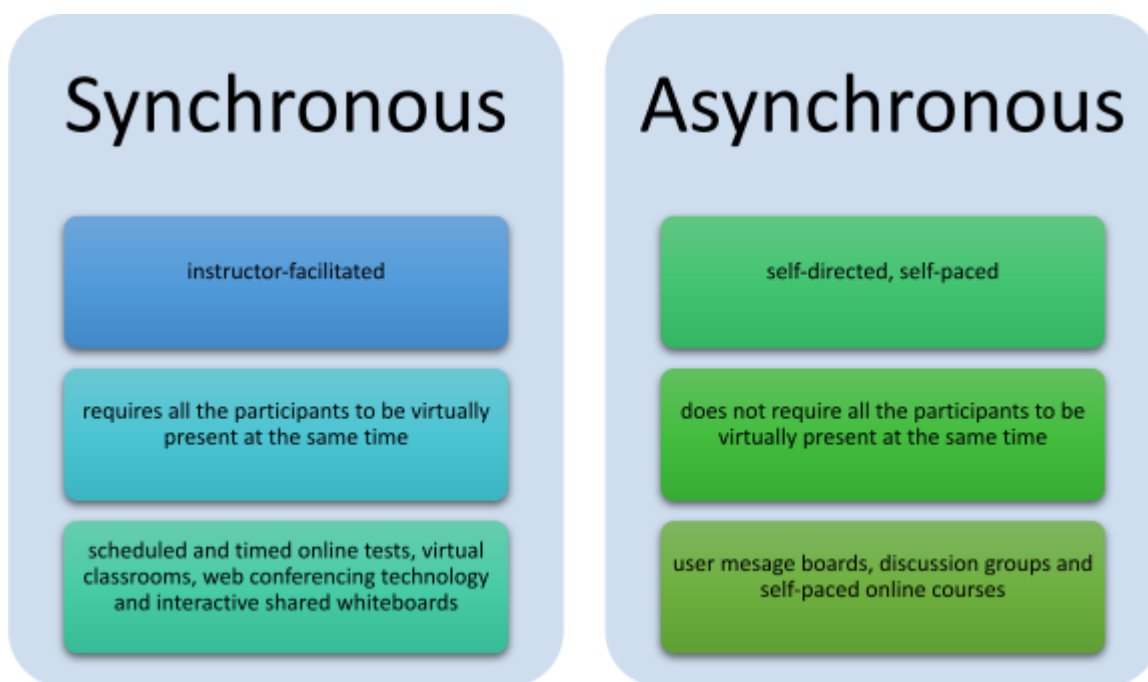 Synchronous
instructor-facilitated
requires all the participants to be virtually
present at the same time
scheduled and timed online tests, virtual
classrooms, web conferencing technology
and interactive shared whiteboards
Asynchronous
self-directed, self-paced
does not require all the participants to be
virtually present at the same time
user mesage boards, discussion groups and
self-paced online courses